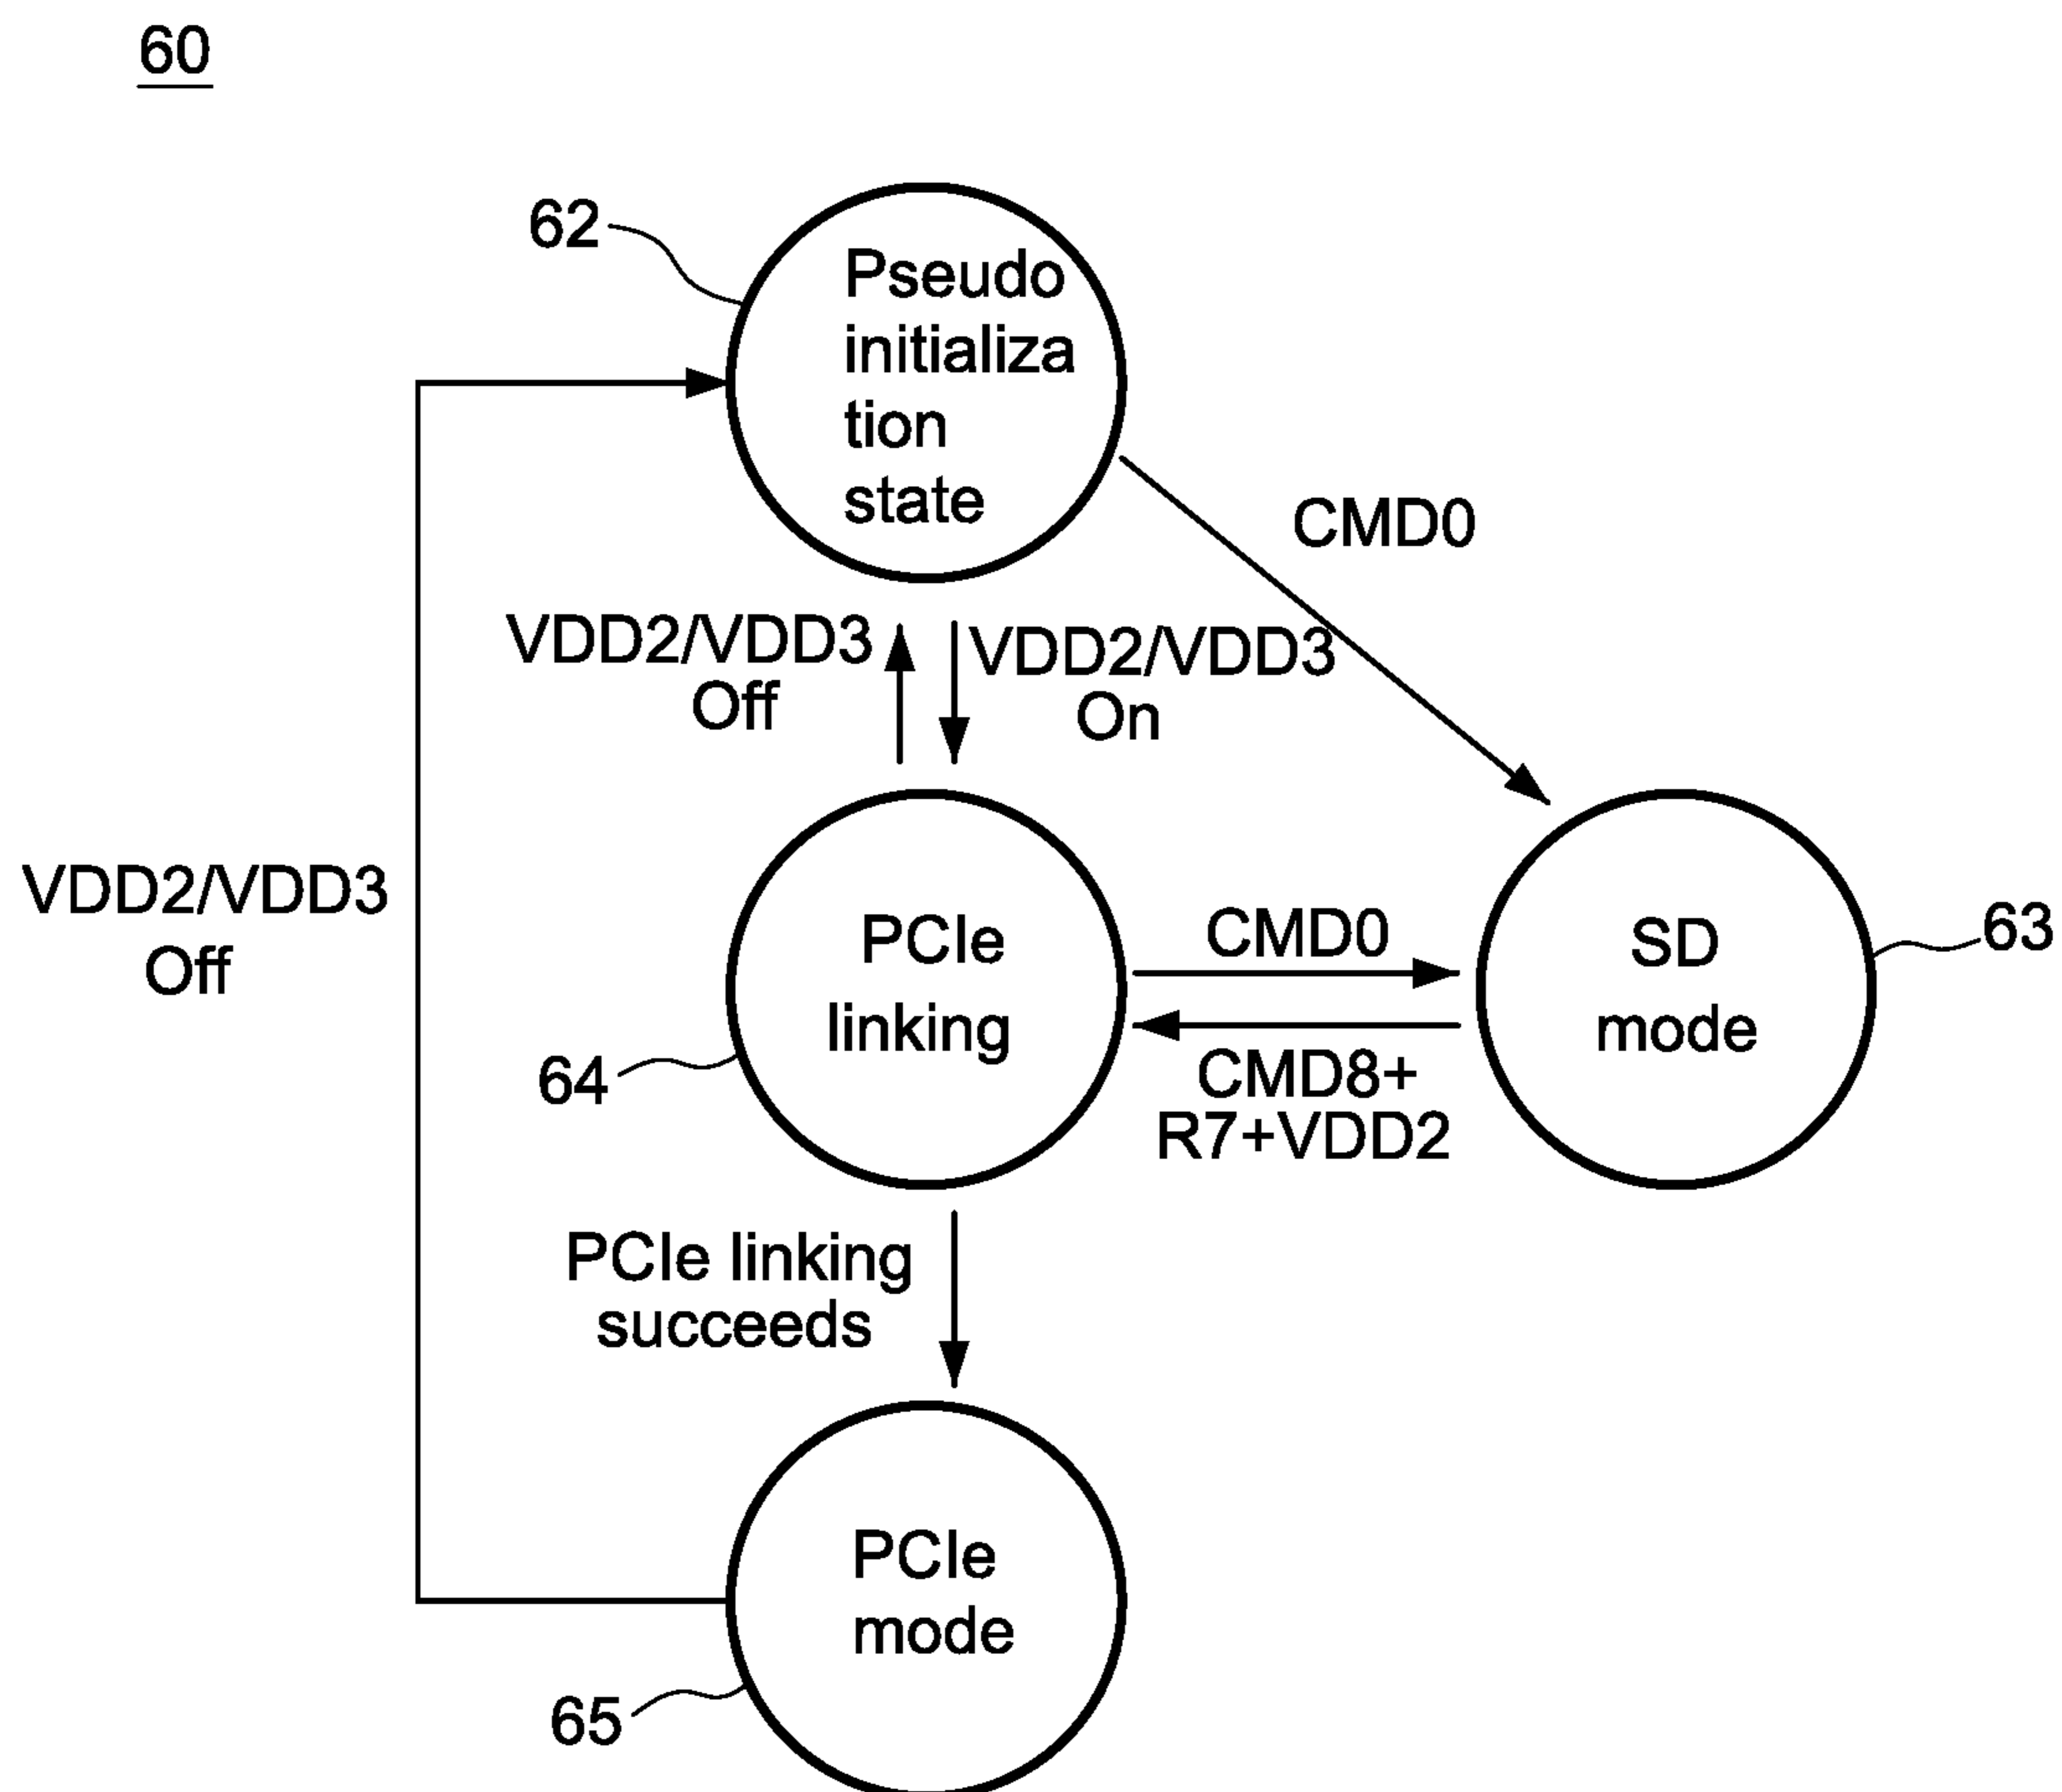 60
62
Pseudo
initializa
tion
state
CMD0
VDD2/VDD3
Off
VDD2/VDD3
On
VDD2/VDD3
Off
PCIe
linking
64
CMD0
CMD8+
R7+VDD2
SD
mode
63
PCIe linking
succeeds
PCIe
mode
65